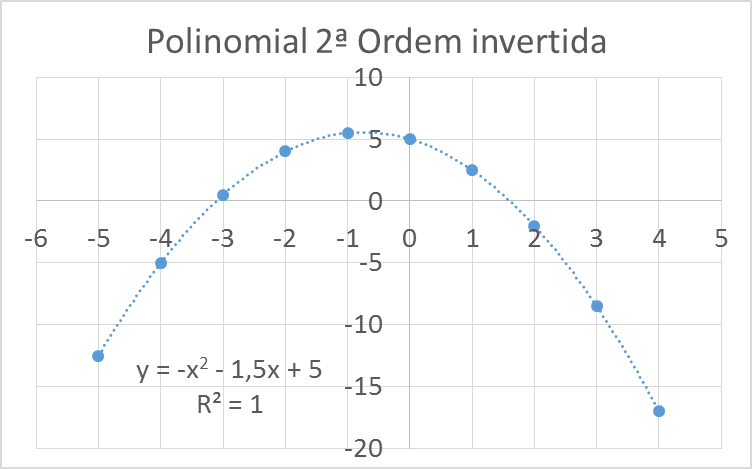 Polinomial 2ª Ordem invertida
10
5
0
-6 -5 -4 -3 -2 -1 0 1 2 3 4 5
-5
-10
y = -x² - 1,5x + 5
-15
R² = 1
-20